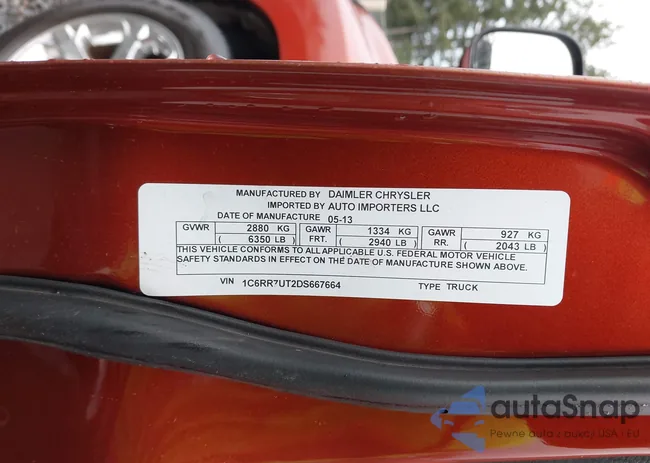 MANUFACTURED BY DAIMLER CHRYSLER
IMPORTED BY AUTO IMPORTERS LLC
DATE OF MANUFACTURE 05-13
GVWR 2880 KG GAWR 1334 KG GAWR 927 KG
( 6350 LB ) FRT. ( 2940 LB ) RR. ( 2043 LB )
THIS VEHICLE CONFORMS TO ALL APPLICABLE U.S. FEDERAL MOTOR VEHICLE
SAFETY STANDARDS IN EFFECT ON THE DATE OF MANUFACTURE SHOWN ABOVE.
VIN 1C6RR7UT2DS667664 TYPE TRUCK
autaSnap
Pewne auta z aukcji USA - EU